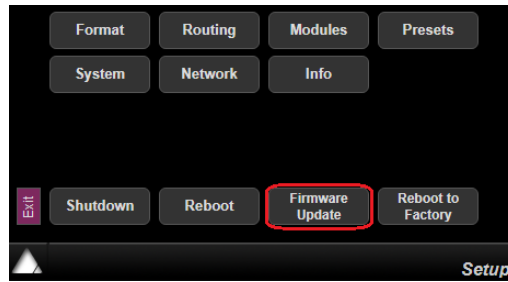 Format Routing Modules Presets
System Network Info
Exit
Shutdown Reboot Firmware Update Reboot to Factory
Setup